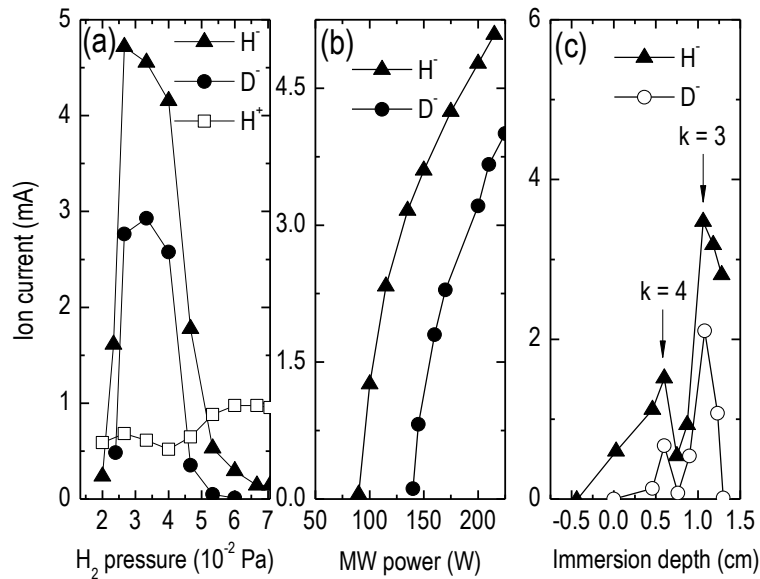 (a)
H⁻
D⁻
H⁺
6
5
4
3
2
1
0
2 3 4 5 6 7
Ion current (mA)
H₂ pressure (10⁻² Pa)
(b)
H⁻
D⁻
4.5
3.0
1.5
0.0
50 100 150 200
MW power (W)
(c)
H⁻
D⁻
k = 3
k = 4
6
4
2
0
-0.5 0.0 0.5 1.0 1.5
Immersion depth (cm)